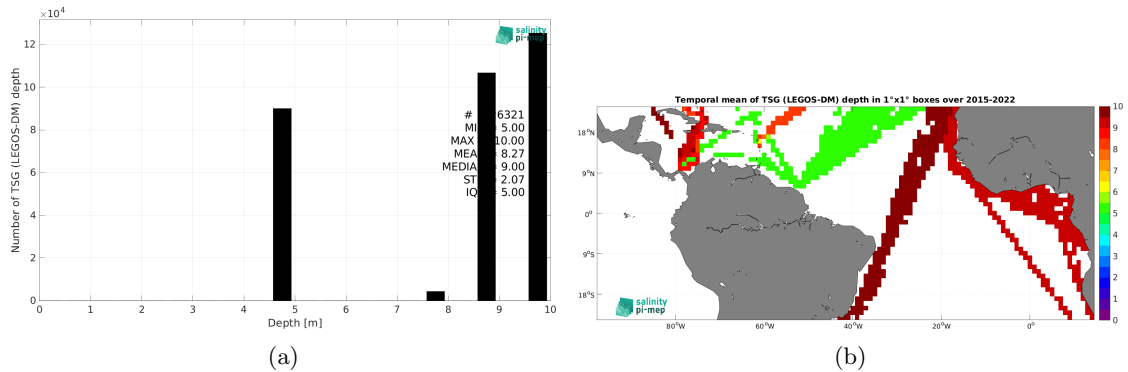 ×10⁴
12
10
8
6
4
2
0
0 1 2 3 4 5 6 7 8 9 10
Number of TSG (LEGOS-DM) depth
Depth [m]
salinity
pi-mep
# 6321
MI = 5.00
MAX 10.00
MEA = 8.27
MEDIA = 9.00
ST = 2.07
IQ = 5.00
(a)
Temporal mean of TSG (LEGOS-DM) depth in 1°x1° boxes over 2015-2022
18°N
9°N
0°
9°S
18°S
80°W 60°W 40°W 20°W 0°
10
9
8
7
6
5
4
3
2
1
0
salinity
pi-mep
(b)